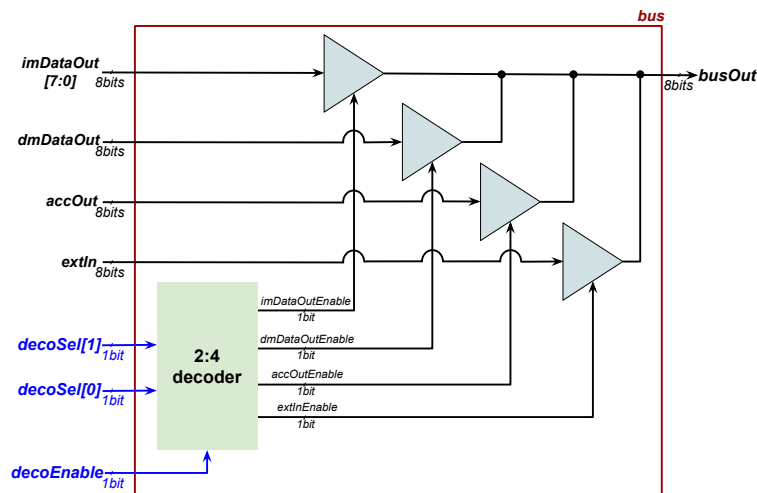 bus
imDataOut
[7:0]
8bits
busOut
8bits
dmDataOut
8bits
accOut
8bits
extIn
8bits
imDataOutEnable
1bit
decoSel[1]
1bit
2:4
decoder
dmDataOutEnable
1bit
accOutEnable
1bit
decoSel[0]
1bit
extInEnable
1bit
decoEnable
1bit